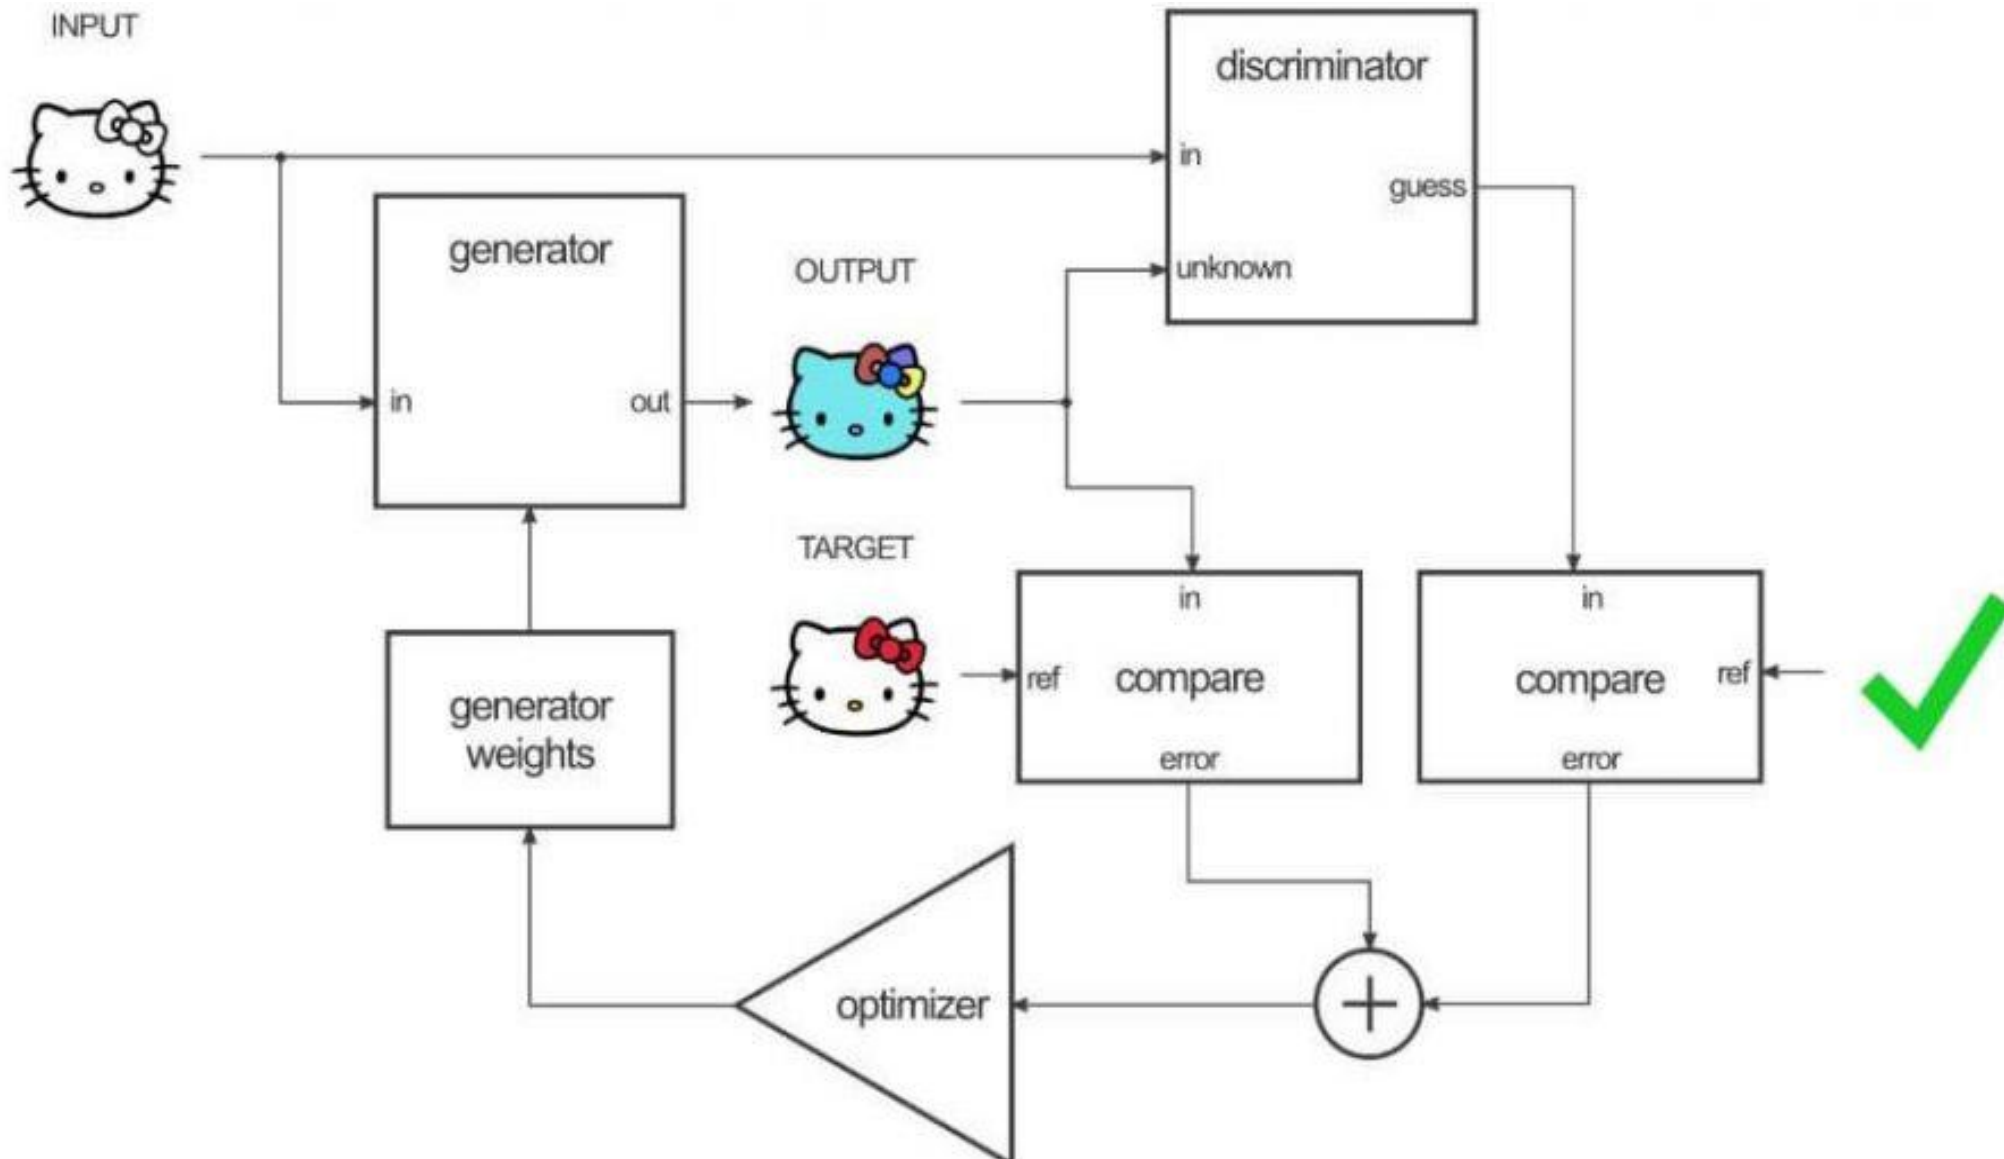 INPUT
discriminator
in
guess
generator
OUTPUT
unknown
in
out
TARGET
in
in
ref
compare
compare
ref
generator
weights
error
error
optimizer
+